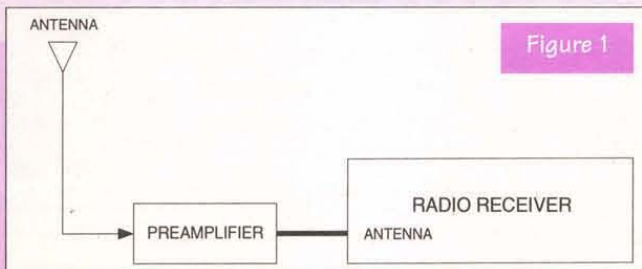 ANTENNA
Figure 1
RADIO RECEIVER
PREAMPLIFIER
ANTENNA